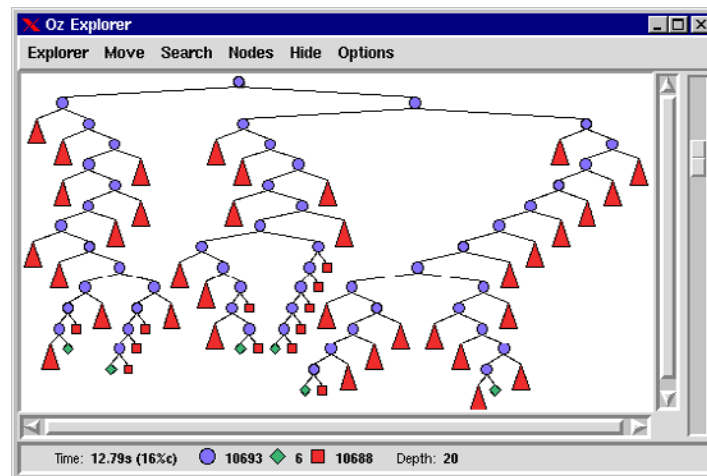 Oz Explorer
Explorer Move Search Nodes Hide Options
Time: 12.79s (16%c) 10693 6 10688 Depth: 20